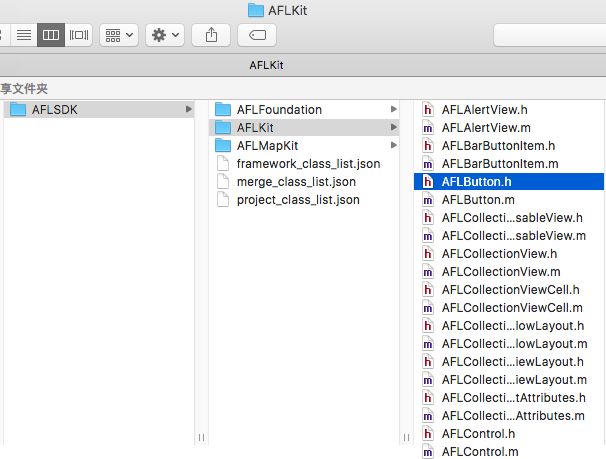 AFLKit
AFLKit
享文件夹
AFLSDK
AFLFoundation
AFLKit
AFLMapKit
framework_class_list.json
merge_class_list.json
project_class_list.json
AFLAlertView.h
AFLAlertView.m
AFLBarButtonItem.h
AFLBarButtonItem.m
AFLButton.h
AFLButton.m
AFLCollecti...sableView.h
AFLCollecti...sableView.m
AFLCollectionView.h
AFLCollectionView.m
AFLCollectionViewCell.h
AFLCollectionViewCell.m
AFLCollecti...lowLayout.h
AFLCollecti...lowLayout.m
AFLCollecti...iewLayout.h
AFLCollecti...iewLayout.m
AFLCollecti...tAttributes.h
AFLCollecti...Attributes.m
AFLControl.h
AFLControl.m